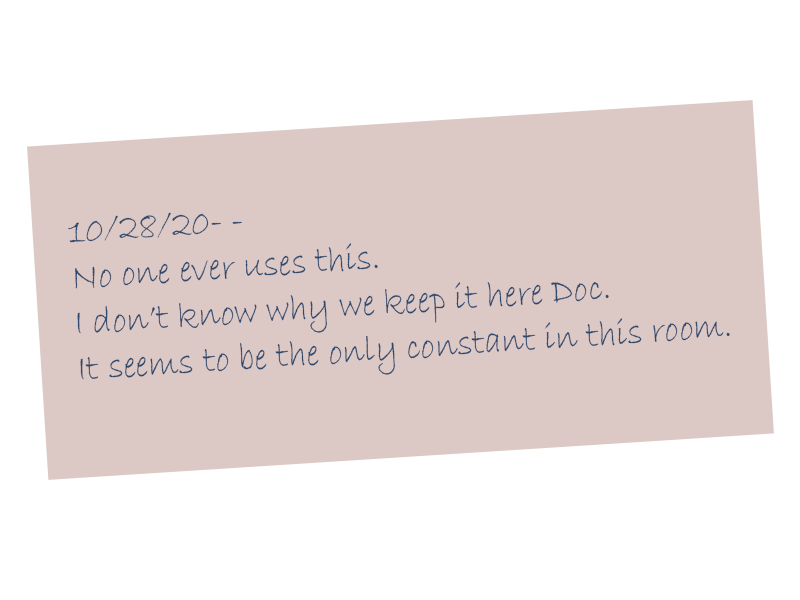 10/28/20- -
No one ever uses this.
I don't know why we keep it here Doc.
It seems to be the only constant in this room.